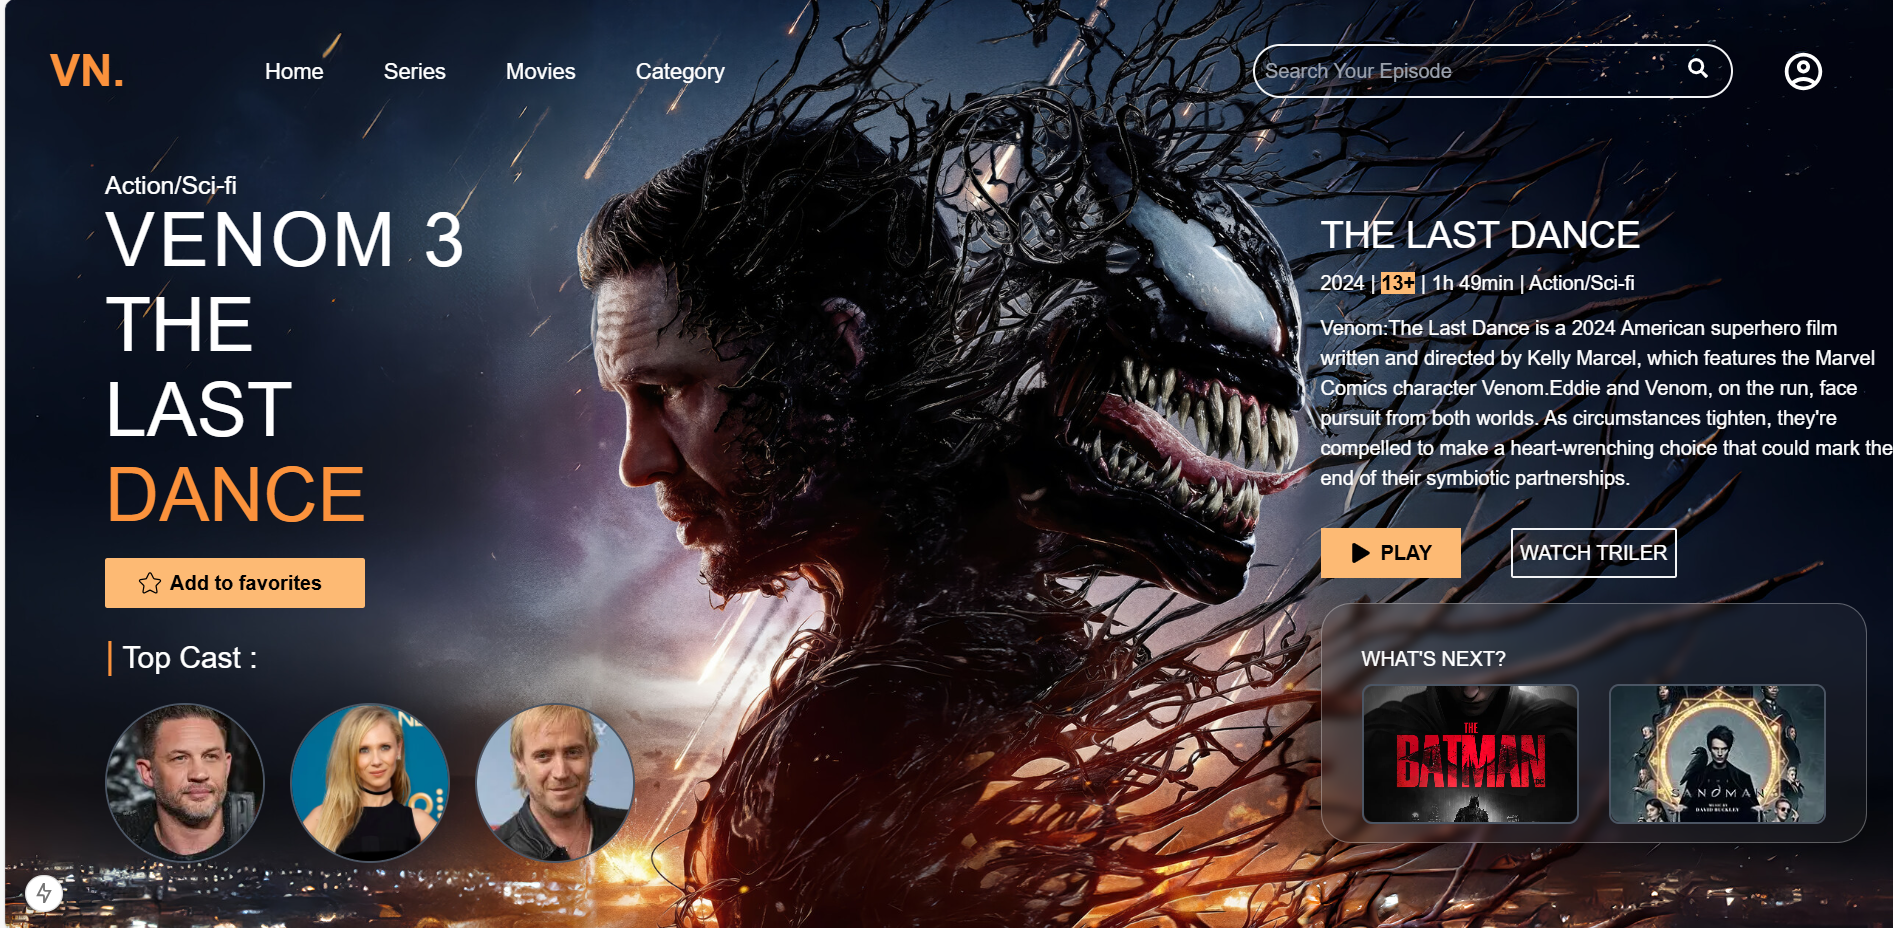 VN.
Home Series Movies Category
Search Your Episode
Action/Sci-fi
VENOM 3
THE
LAST
DANCE
Add to favorites
Top Cast :
THE LAST DANCE
2024 | 13+ | 1h 49min | Action/Sci-fi
Venom:The Last Dance is a 2024 American superhero film
written and directed by Kelly Marcel, which features the Marvel
Comics character Venom.Eddie and Venom, on the run, face
pursuit from both worlds. As circumstances tighten, they're
compelled to make a heart-wrenching choice that could mark the
end of their symbiotic partnerships.
PLAY
WATCH TRILER
WHAT'S NEXT?
THE
BATMAN
SANDMAN
MUSIC BY
DAVID BUCKLEY